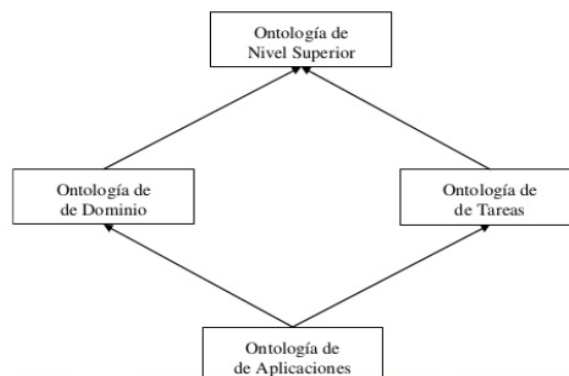 Ontología de
Nivel Superior
Ontología de
de Dominio
Ontología de
de Tareas
Ontología de
de Aplicaciones